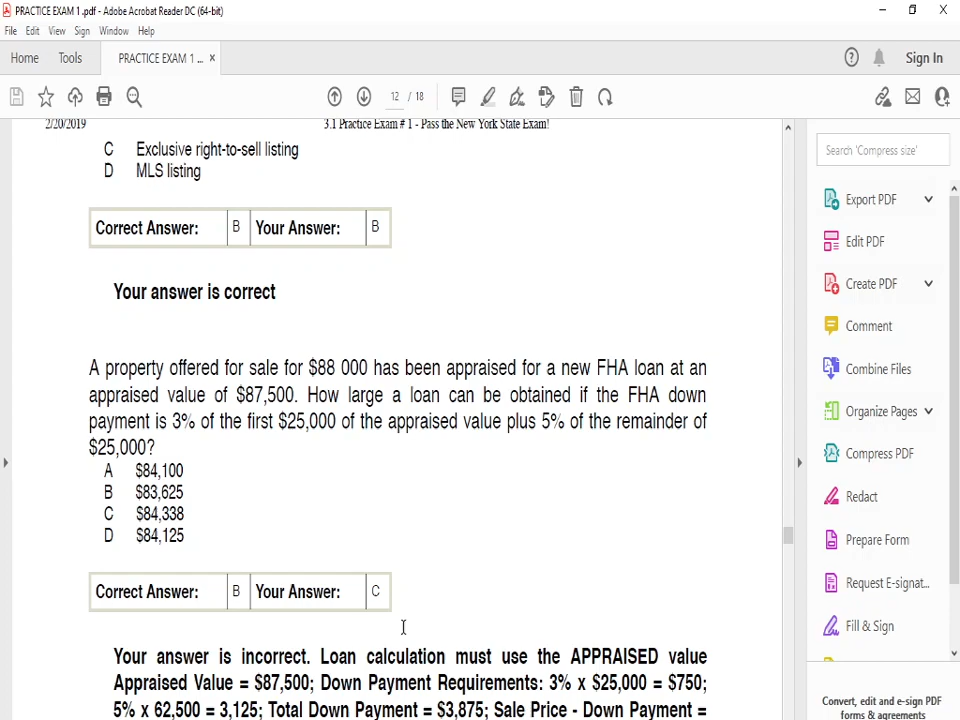 PRACTICE EXAM 1 .pdf - Adobe Acrobat Reader DC (64-bit)
File Edit View Sign Window Help
Home Tools PRACTICE EXAM 1 ... × Sign In
12 / 18
2/20/2019 3.1 Practice Exam # 1 - Pass the New York State Exam!
C Exclusive right-to-sell listing
D MLS listing
Correct Answer: B Your Answer: B
Your answer is correct
A property offered for sale for $88 000 has been appraised for a new FHA loan at an
appraised value of $87,500. How large a loan can be obtained if the FHA down
payment is 3% of the first $25,000 of the appraised value plus 5% of the remainder of
$25,000?
A $84,100
B $83,625
C $84,338
D $84,125
Correct Answer: B Your Answer: C
Your answer is incorrect. Loan calculation must use the APPRAISED value
Appraised Value = $87,500; Down Payment Requirements: 3% x $25,000 = $750;
5% x 62,500 = 3,125; Total Down Payment = $3,875; Sale Price - Down Payment =
Search 'Compress size'
Export PDF
Edit PDF
Create PDF
Comment
Combine Files
Organize Pages
Compress PDF
Redact
Prepare Form
Request E-signat...
Fill & Sign
Convert, edit and e-sign PDF
forms & agreements